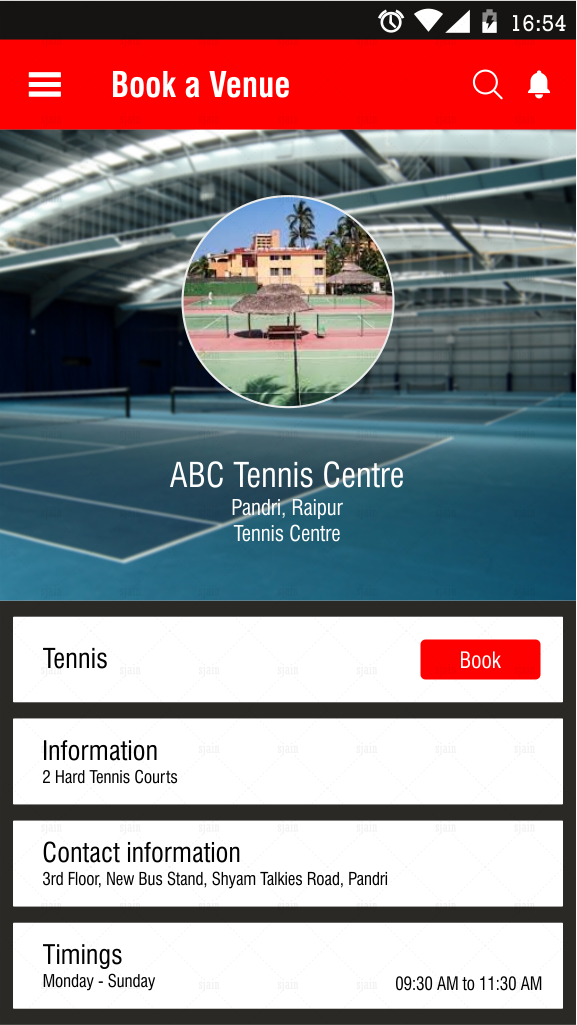 16:54
Book a Venue
ABC Tennis Centre
Pandri, Raipur
Tennis Centre
Tennis
Book
Information
2 Hard Tennis Courts
Contact information
3rd Floor, New Bus Stand, Shyam Talkies Road, Pandri
Timings
Monday - Sunday
09:30 AM to 11:30 AM